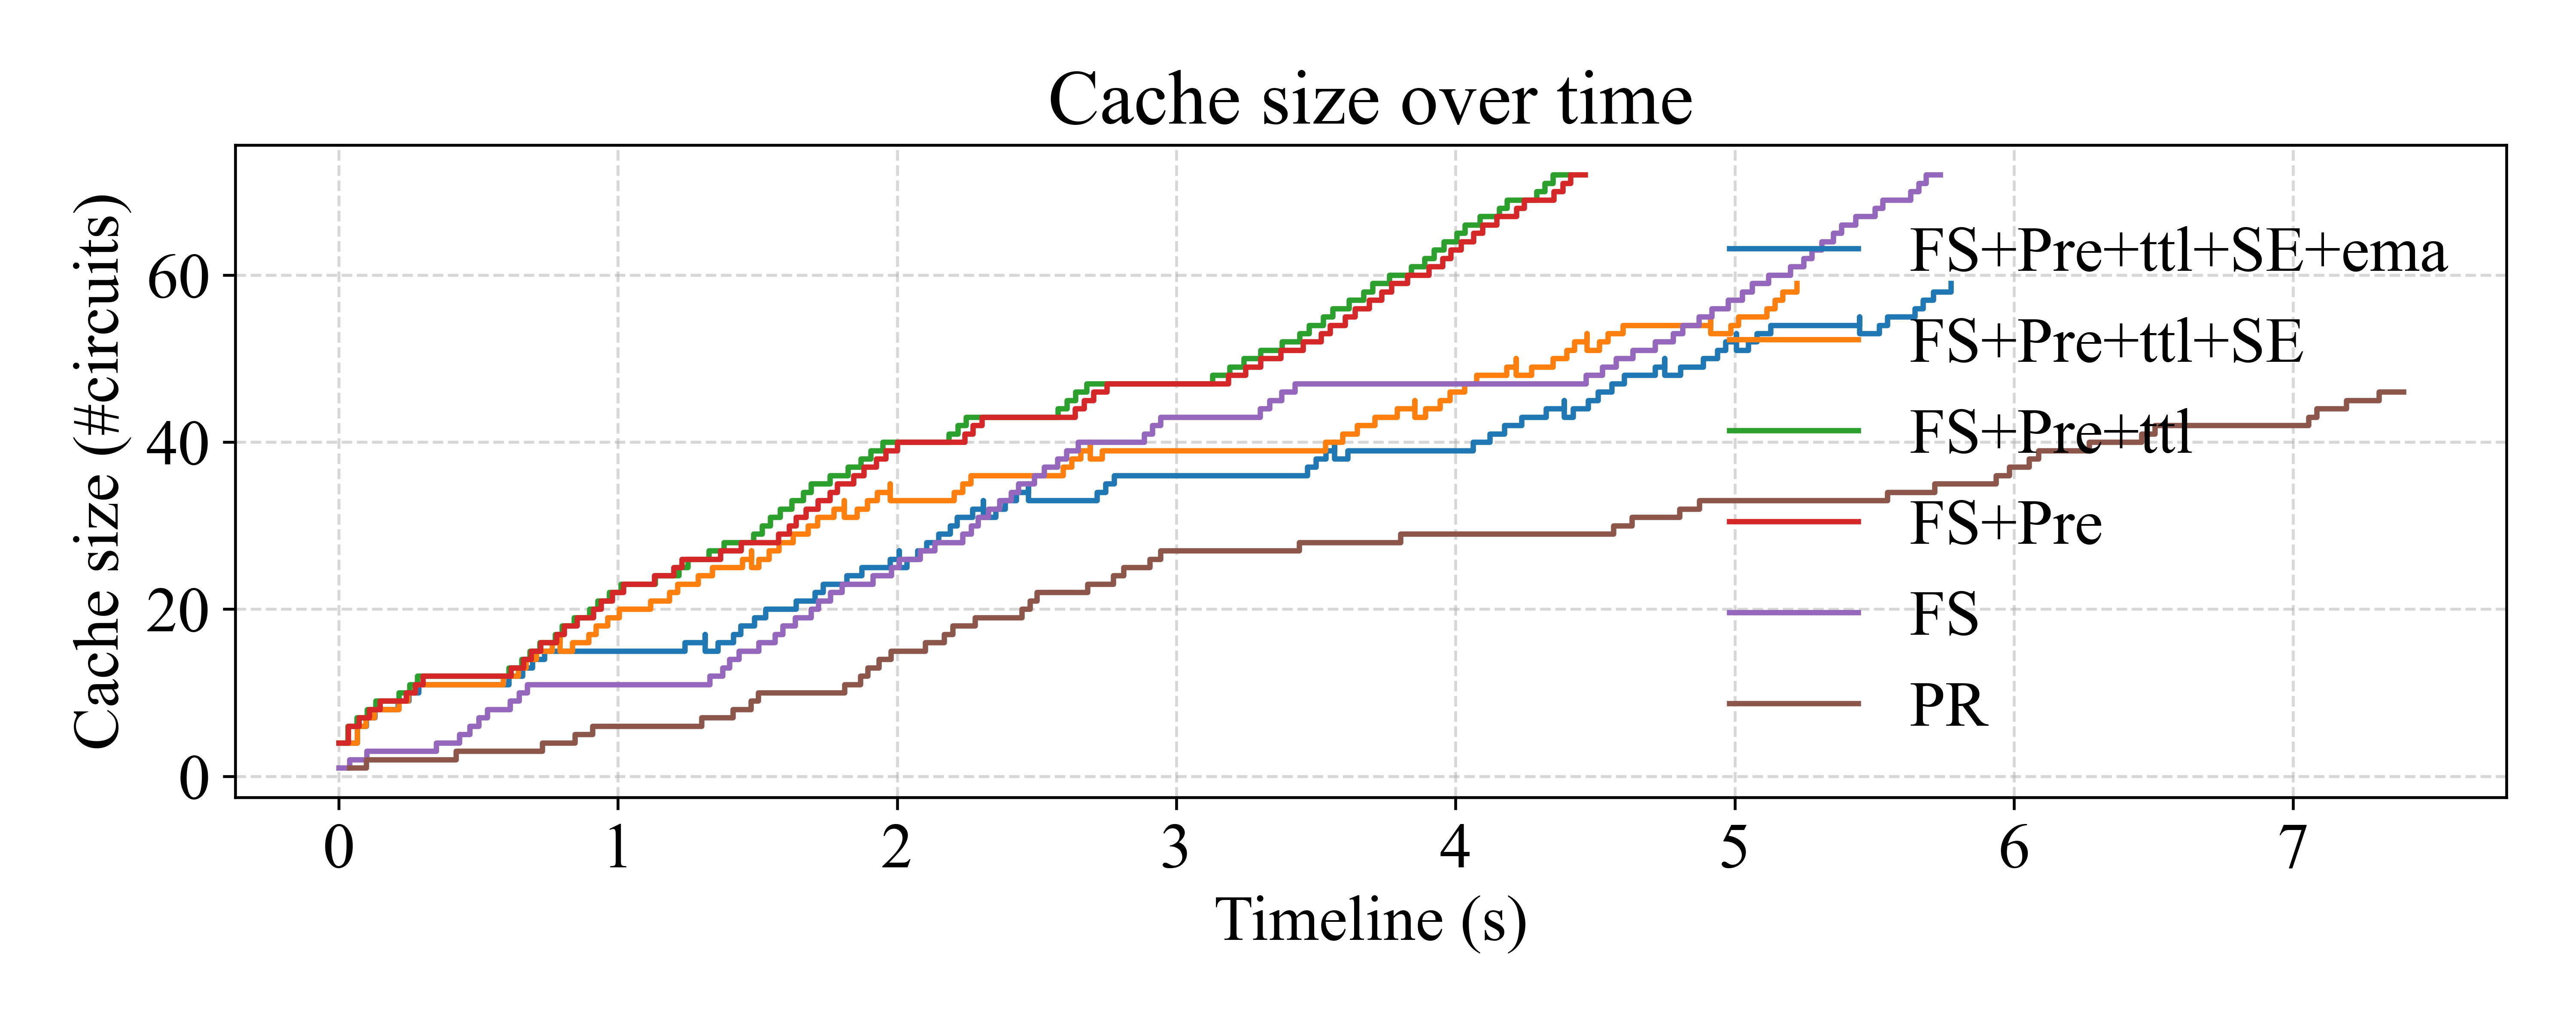 Cache size over time
Cache size (#circuits)
60
40
20
0
FS+Pre+ttl+SE+ema
FS+Pre+ttl+SE
FS+Pre+ttl
FS+Pre
FS
PR
0 1 2 3 4 5 6 7
Timeline (s)